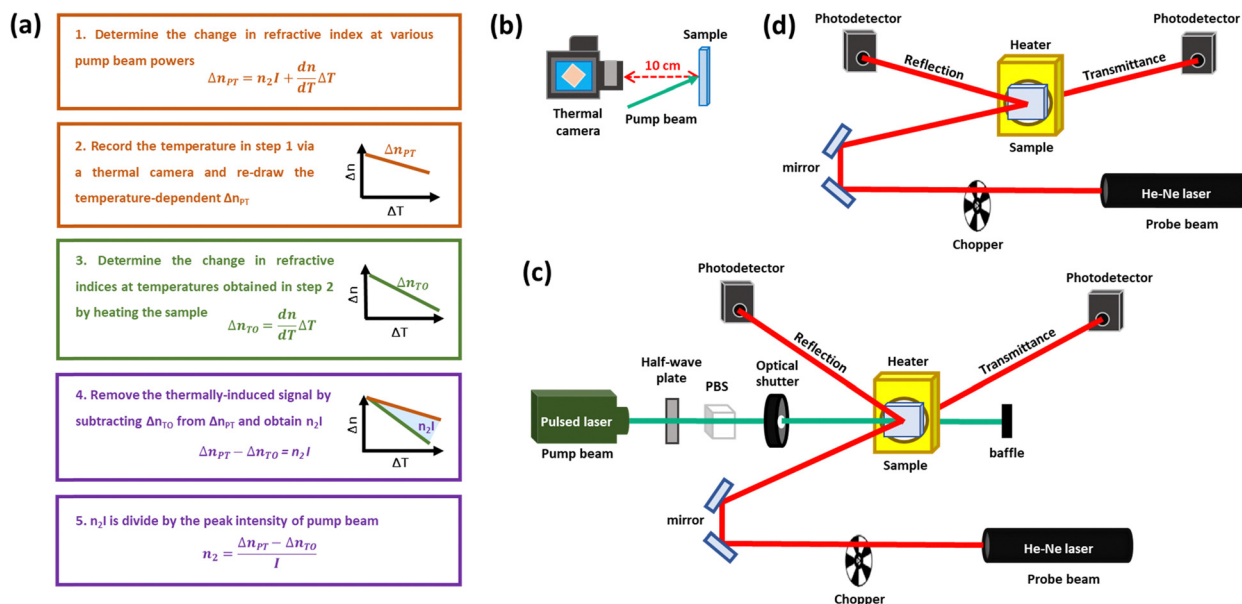 (a)
1. Determine the change in refractive index at various
pump beam powers
Δn_PT = n₂I + dn/dT ΔT
2. Record the temperature in step 1 via
a thermal camera and re-draw the
temperature-dependent Δn_PT
Δn
Δn_PT
ΔT
3. Determine the change in refractive
indices at temperatures obtained in step 2
by heating the sample
Δn_TO = dn/dT ΔT
Δn
Δn_TO
ΔT
4. Remove the thermally-induced signal by
subtracting Δn_TO from Δn_PT and obtain n₂I
Δn_PT − Δn_TO = n₂I
Δn
n₂I
ΔT
5. n₂I is divide by the peak intensity of pump beam
n₂ = (Δn_PT − Δn_TO)/I
(b)
Sample
10 cm
Thermal
camera
Pump beam
(d)
Photodetector
Photodetector
Heater
Reflection
Transmittance
Sample
mirror
He-Ne laser
Probe beam
Chopper
(c)
Photodetector
Photodetector
Reflection
Heater
Transmittance
Half-wave
plate
PBS
Optical
shutter
Pulsed laser
Pump beam
Sample
baffle
mirror
He-Ne laser
Probe beam
Chopper